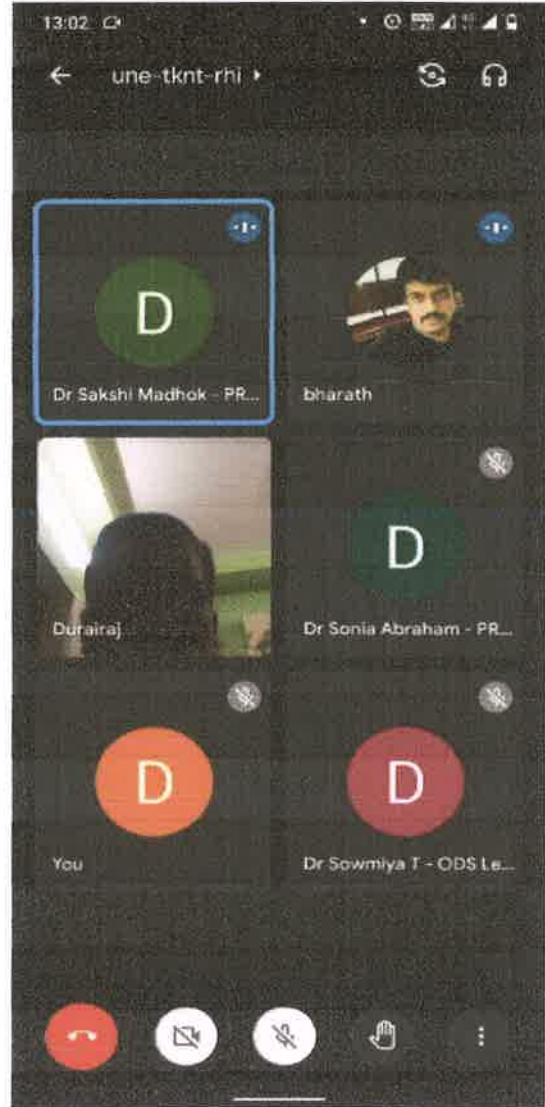 13:02
une-tknt-rhi
D
Dr Sakshi Madhok - PR...
bharath
Durairaj
D
Dr Sonia Abraham - PR...
D
You
D
Dr Sowmiya T - ODS Le...